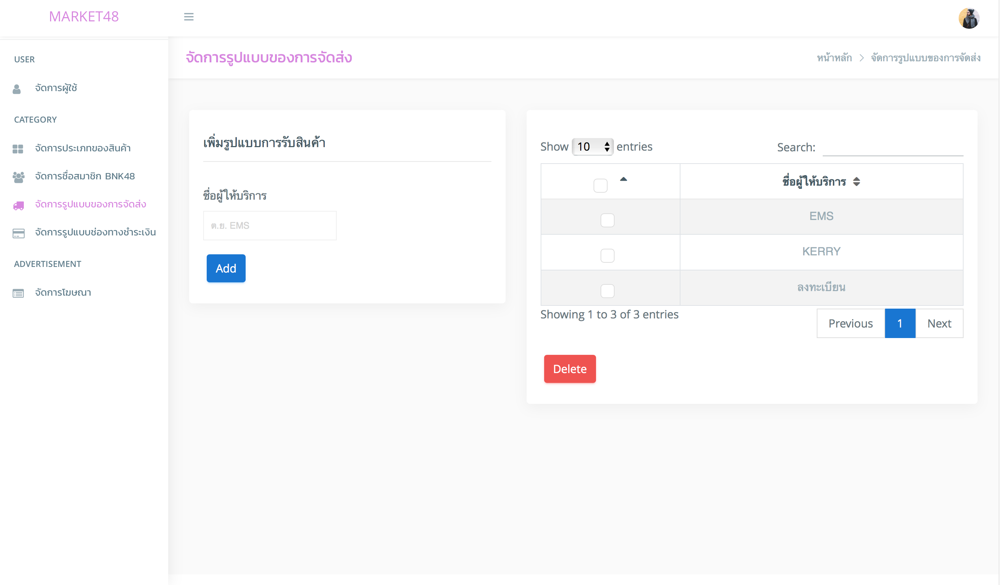 MARKET48
USER
จัดการผู้ใช้
CATEGORY
จัดการประเภทของสินค้า
จัดการชื่อสมาชิก BNK48
จัดการรูปแบบของการจัดส่ง
จัดการรูปแบบช่องทางชำระเงิน
ADVERTISEMENT
จัดการโฆษณา
จัดการรูปแบบของการจัดส่ง
หน้าหลัก > จัดการรูปแบบของการจัดส่ง
เพิ่มรูปแบบการรับสินค้า
ชื่อผู้ให้บริการ
ต.ย. EMS
Add
Show 10 entries
Search:
ชื่อผู้ให้บริการ
EMS
KERRY
ลงทะเบียน
Showing 1 to 3 of 3 entries
Previous 1 Next
Delete